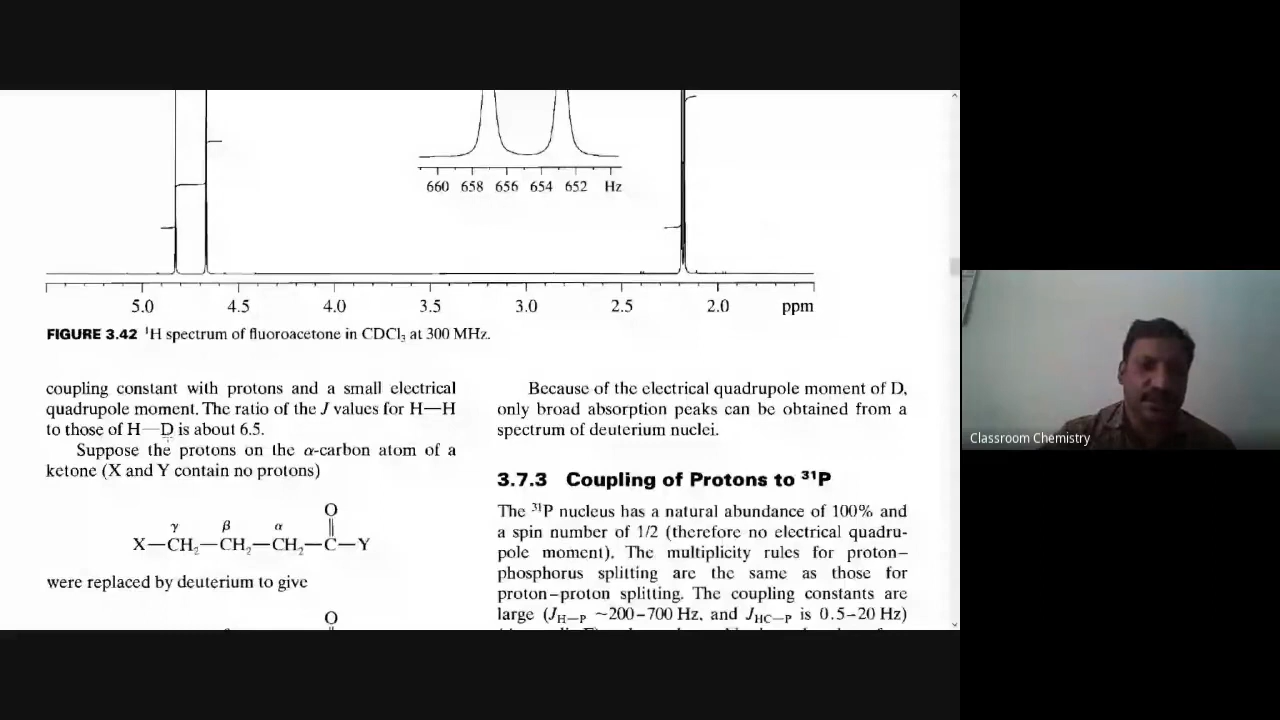 660 658 656 654 652 Hz
5.0 4.5 4.0 3.5 3.0 2.5 2.0 ppm
FIGURE 3.42 ¹H spectrum of fluoroacetone in CDCl₃ at 300 MHz.
coupling constant with protons and a small electrical
quadrupole moment. The ratio of the J values for H—H
to those of H—D is about 6.5.
Suppose the protons on the α-carbon atom of a
ketone (X and Y contain no protons)
γ β α O
X—CH₂—CH₂—CH₂—C—Y
were replaced by deuterium to give
O
Because of the electrical quadrupole moment of D,
only broad absorption peaks can be obtained from a
spectrum of deuterium nuclei.
3.7.3 Coupling of Protons to ³¹P
The ³¹P nucleus has a natural abundance of 100% and
a spin number of 1/2 (therefore no electrical quadru-
pole moment). The multiplicity rules for proton–
phosphorus splitting are the same as those for
proton–proton splitting. The coupling constants are
large (J_H–P ~200–700 Hz, and J_HC–P is 0.5–20 Hz)
Classroom Chemistry